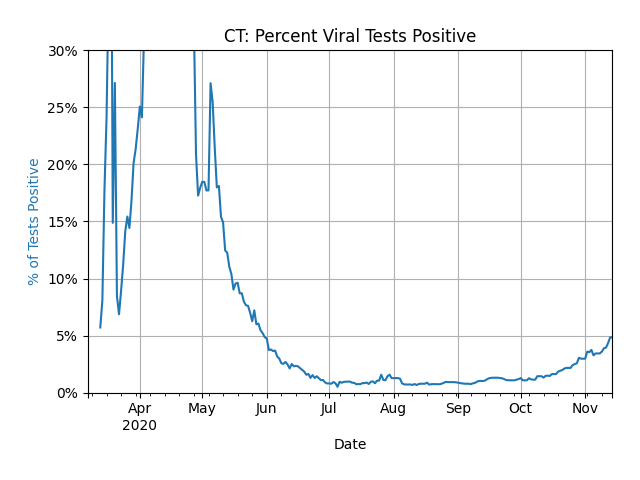 CT: Percent Viral Tests Positive
30%
25%
20%
15%
10%
5%
0%
% of Tests Positive
Apr
2020
May
Jun
Jul
Aug
Sep
Oct
Nov
Date